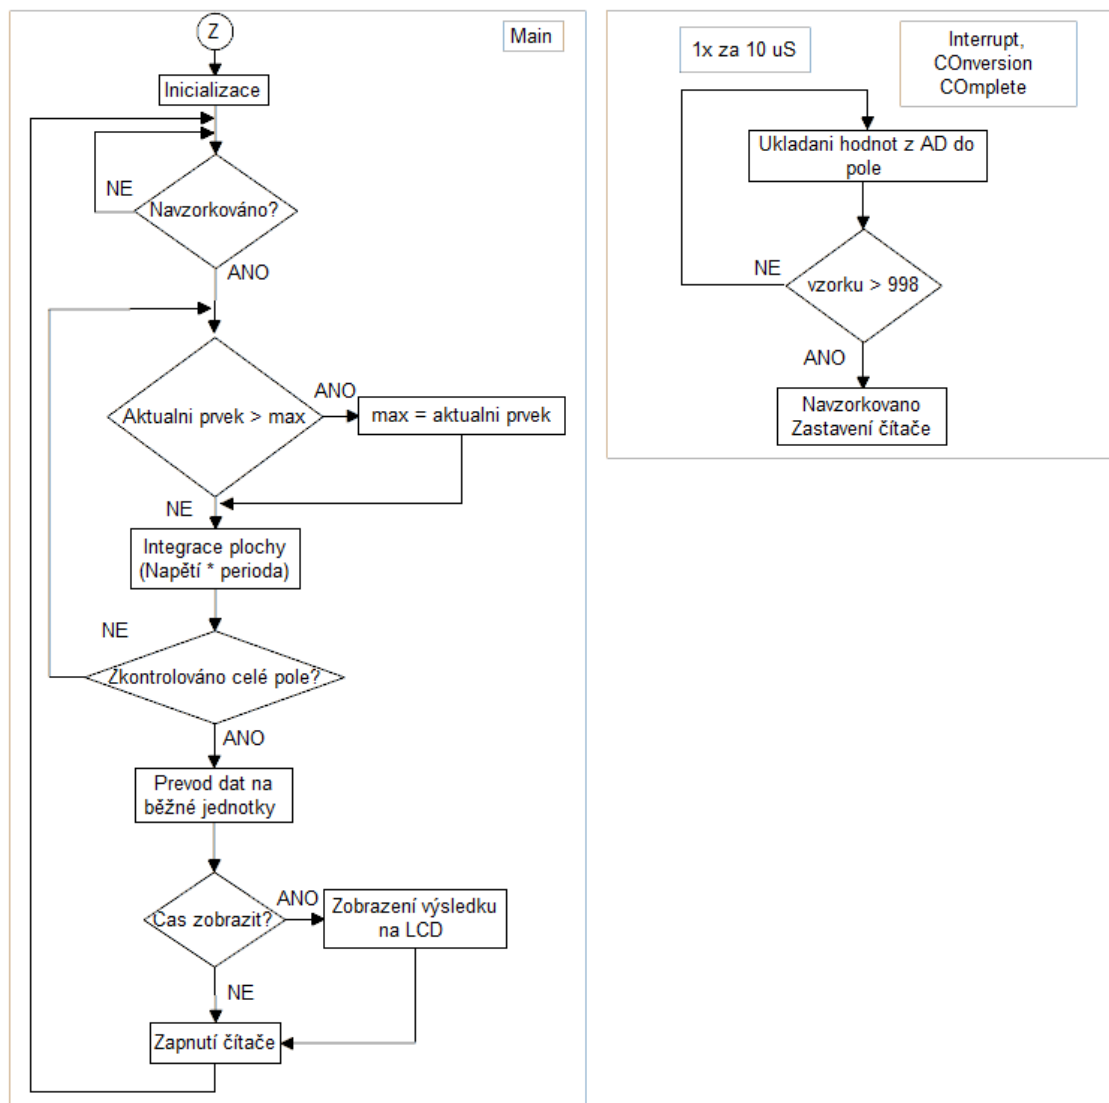 Z
Main
Inicializace
NE
Navzorkováno?
ANO
Aktualni prvek > max
ANO
max = aktualni prvek
NE
Integrace plochy
(Napětí * perioda)
NE
Zkontrolováno celé pole?
ANO
Prevod dat na
běžné jednotky
Cas zobrazit?
ANO
Zobrazení výsledku
na LCD
NE
Zapnutí čítače
1x za 10 uS
Interrupt,
COnversion
COmplete
Ukladani hodnot z AD do
pole
NE
vzorku > 998
ANO
Navzorkovano
Zastavení čítače